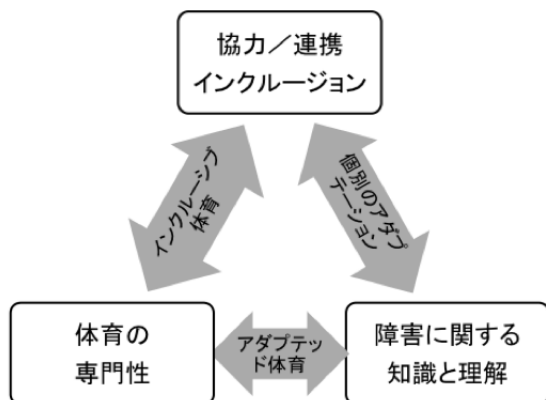 協力／連携
インクルージョン
インクルーシブ
体育
個別のアダプ
テーション
体育の
専門性
アダプテッ
ド体育
障害に関する
知識と理解